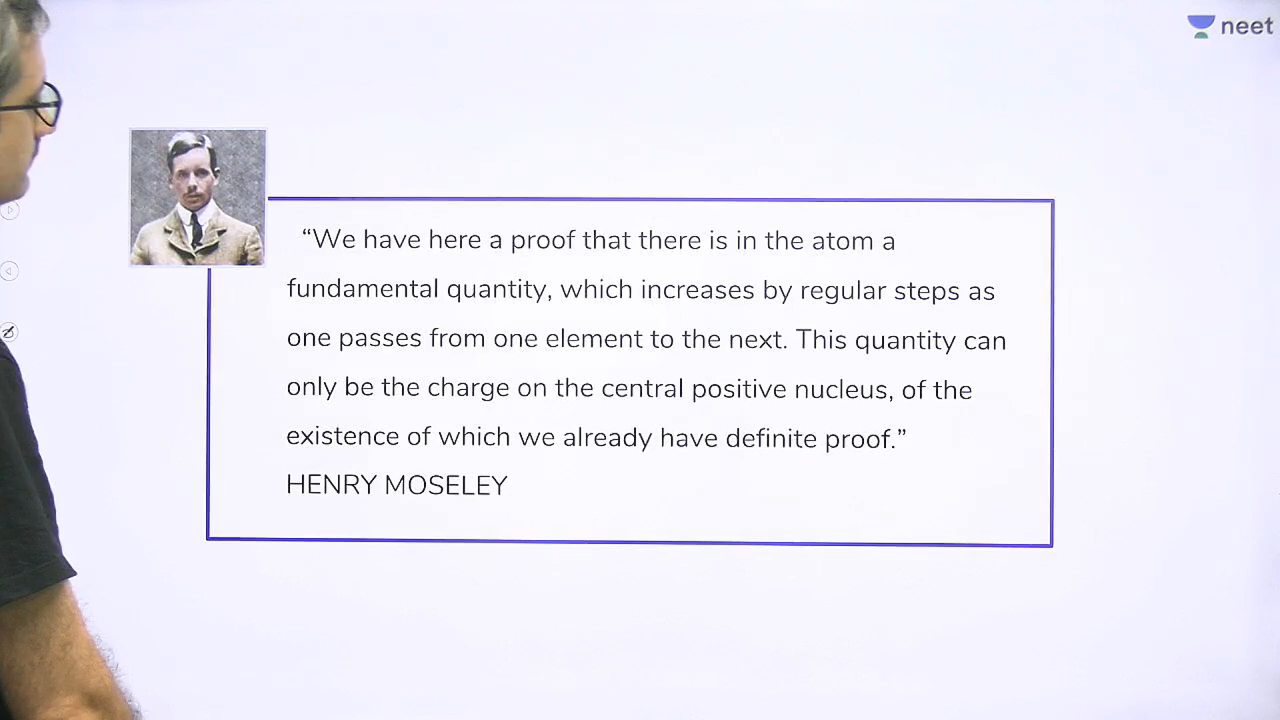 neet
“We have here a proof that there is in the atom a
fundamental quantity, which increases by regular steps as
one passes from one element to the next. This quantity can
only be the charge on the central positive nucleus, of the
existence of which we already have definite proof.”
HENRY MOSELEY